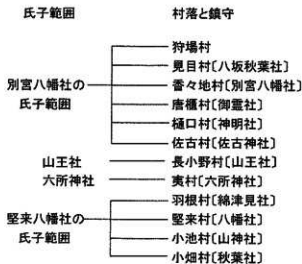 氏子範囲 村落と鎮守
狩場村
見目村〔八坂秋葉社〕
別宮八幡社の 香々地村〔別宮八幡社〕
氏子範囲 唐櫃村〔御霊社〕
樋口村〔神明社〕
佐古村〔佐古神社〕
山王社 長小野村〔山王社〕
六所神社 夷村〔六所神社〕
羽根村〔綿津見社〕
堅来八幡社の 堅来村〔八幡社〕
氏子範囲 小池村〔山神社〕
小畑村〔秋葉社〕